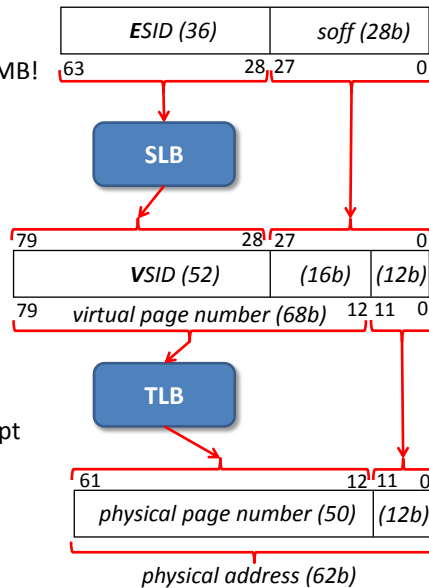 ESID (36) soff (28b)
MB! 63 28 27 0
SLB
79 28 27 0
VSID (52) (16b) (12b)
79 virtual page number (68b) 12 11 0
TLB
pt
61 12 11 0
physical page number (50) (12b)
physical address (62b)